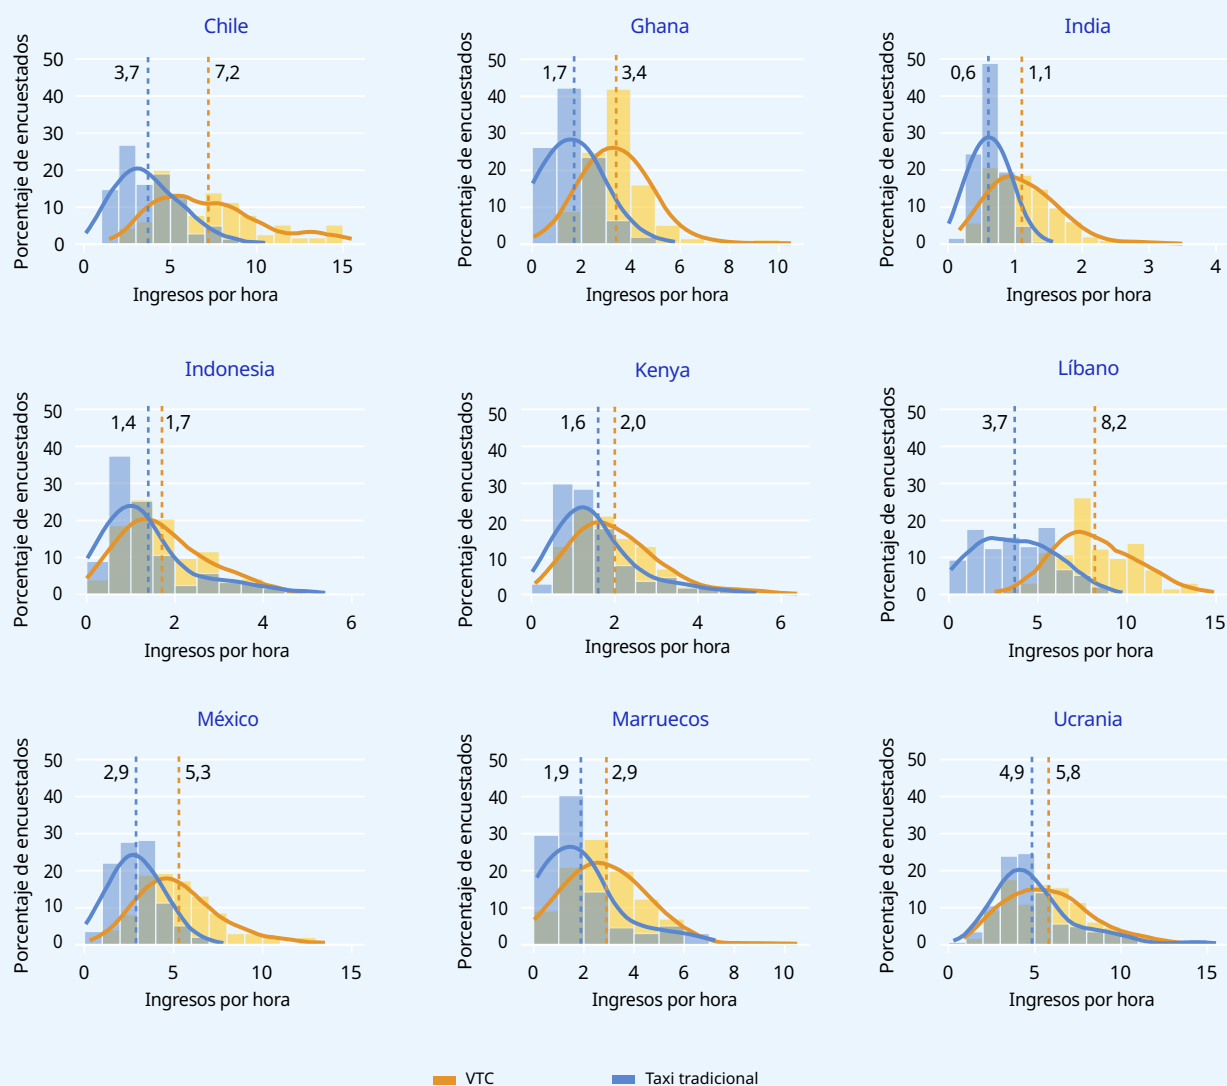 Chile
Porcentaje de encuestados
50
40
30
20
10
0
3,7
7,2
0 5 10 15
Ingresos por hora
Ghana
Porcentaje de encuestados
50
40
30
20
10
0
1,7
3,4
0 2 4 6 8 10
Ingresos por hora
India
Porcentaje de encuestados
50
40
30
20
10
0
0,6
1,1
0 1 2 3 4
Ingresos por hora
Indonesia
Porcentaje de encuestados
50
40
30
20
10
0
1,4
1,7
0 2 4 6
Ingresos por hora
Kenya
Porcentaje de encuestados
50
40
30
20
10
0
1,6
2,0
0 2 4 6
Ingresos por hora
Líbano
Porcentaje de encuestados
50
40
30
20
10
0
3,7
8,2
0 5 10 15
Ingresos por hora
México
Porcentaje de encuestados
50
40
30
20
10
0
2,9
5,3
0 5 10 15
Ingresos por hora
Marruecos
Porcentaje de encuestados
50
40
30
20
10
0
1,9
2,9
0 2 4 6 8 10
Ingresos por hora
Ucrania
Porcentaje de encuestados
50
40
30
20
10
0
4,9
5,8
0 5 10 15
Ingresos por hora
VTC
Taxi tradicional